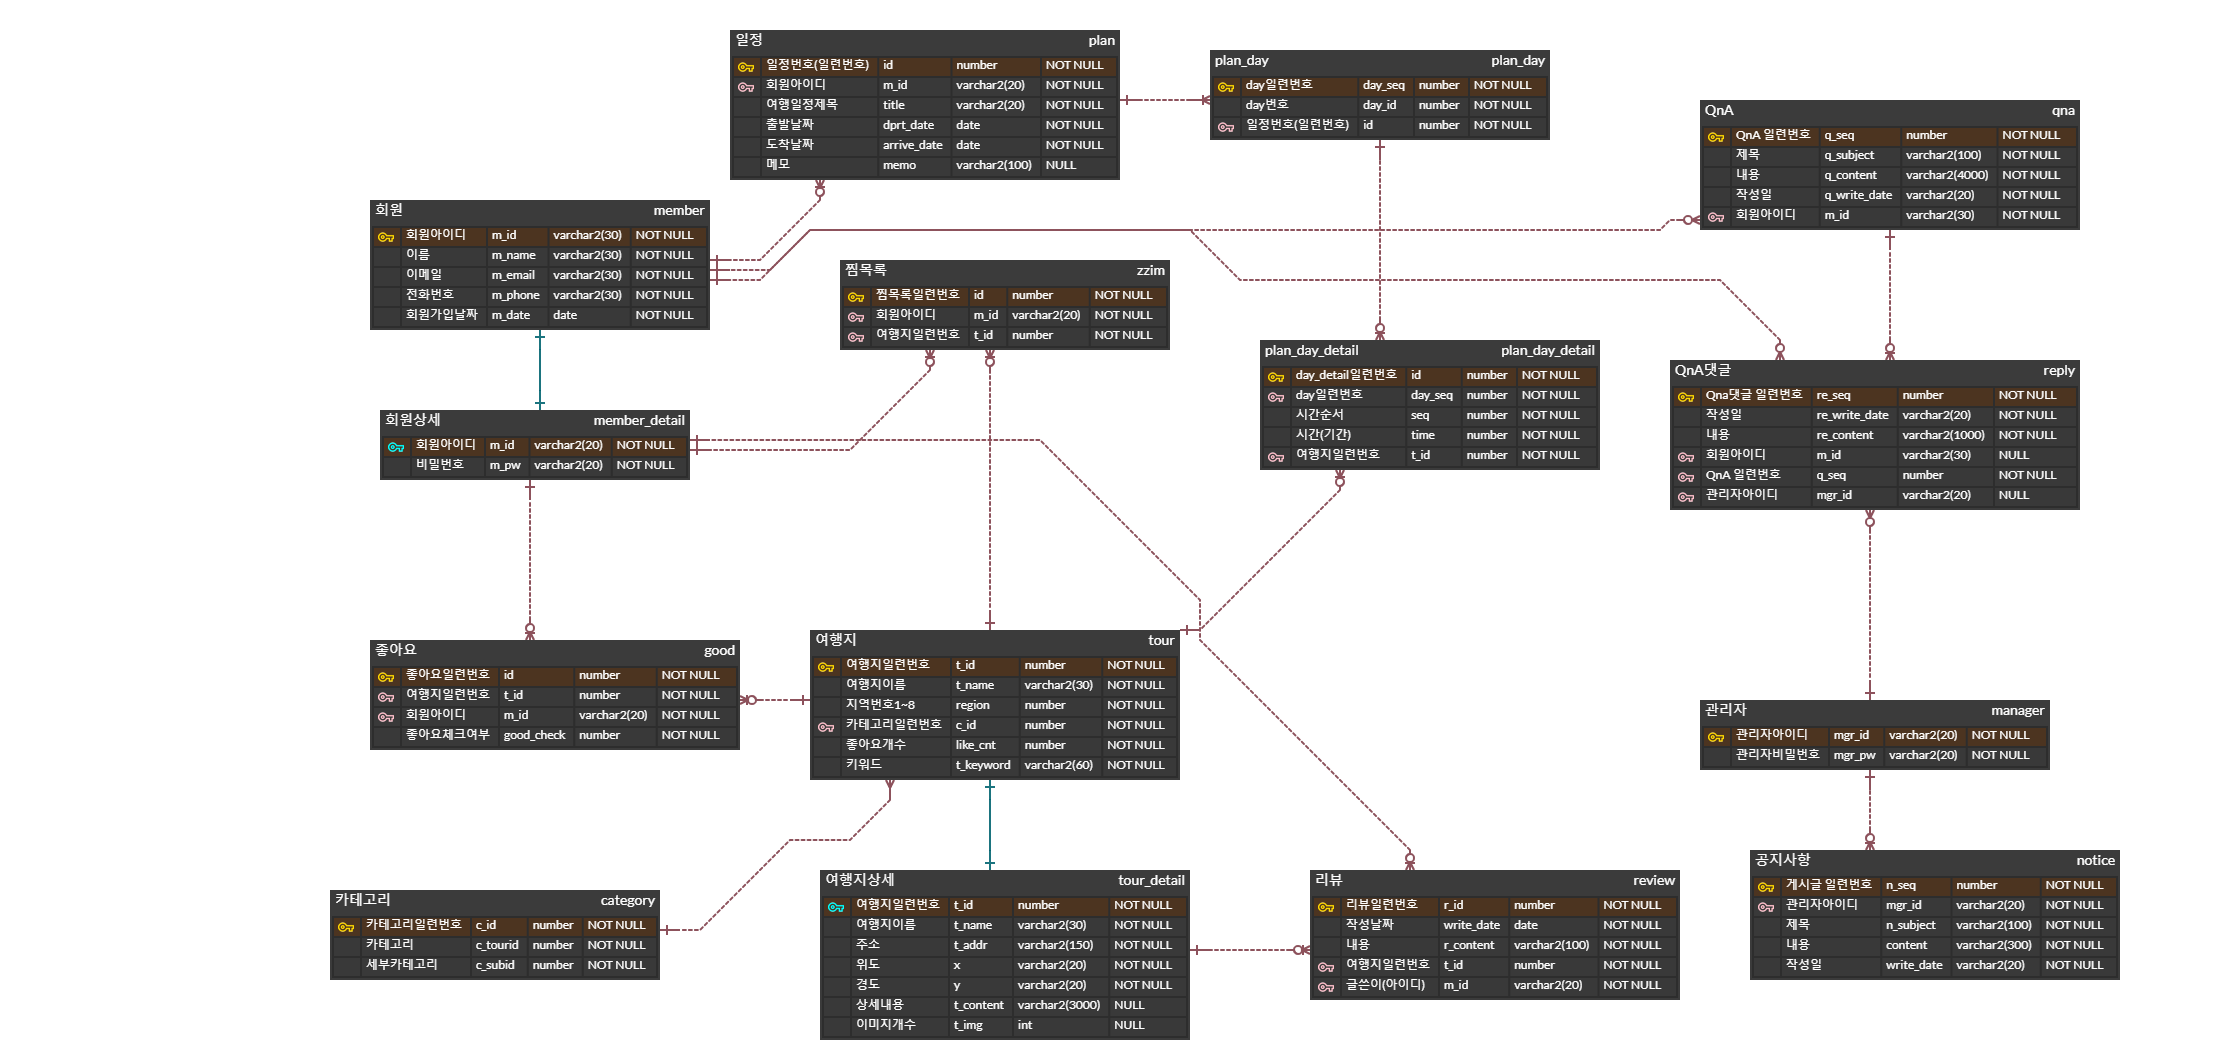 일정 plan
일정번호(일련번호) id number NOT NULL
회원아이디 m_id varchar2(20) NOT NULL
여행일정제목 title varchar2(20) NOT NULL
출발날짜 dprt_date date NOT NULL
도착날짜 arrive_date date NOT NULL
메모 memo varchar2(100) NULL
plan_day plan_day
day일련번호 day_seq number NOT NULL
day번호 day_id number NOT NULL
일정번호(일련번호) id number NOT NULL
QnA qna
QnA 일련번호 q_seq number NOT NULL
제목 q_subject varchar2(100) NOT NULL
내용 q_content varchar2(4000) NOT NULL
작성일 q_write_date varchar2(20) NOT NULL
회원아이디 m_id varchar2(30) NOT NULL
회원 member
회원아이디 m_id varchar2(30) NOT NULL
이름 m_name varchar2(30) NOT NULL
이메일 m_email varchar2(30) NOT NULL
전화번호 m_phone varchar2(30) NOT NULL
회원가입날짜 m_date date NOT NULL
찜목록 zzim
찜목록일련번호 id number NOT NULL
회원아이디 m_id varchar2(20) NOT NULL
여행지일련번호 t_id number NOT NULL
plan_day_detail plan_day_detail
day_detail일련번호 id number NOT NULL
day일련번호 day_seq number NOT NULL
시간순서 seq number NOT NULL
시간(기간) time number NOT NULL
여행지일련번호 t_id number NOT NULL
QnA댓글 reply
Qna댓글 일련번호 re_seq number NOT NULL
작성일 re_write_date varchar2(20) NOT NULL
내용 re_content varchar2(1000) NOT NULL
회원아이디 m_id varchar2(30) NULL
QnA 일련번호 q_seq number NOT NULL
관리자아이디 mgr_id varchar2(20) NULL
회원상세 member_detail
회원아이디 m_id varchar2(20) NOT NULL
비밀번호 m_pw varchar2(20) NOT NULL
좋아요 good
좋아요일련번호 id number NOT NULL
여행지일련번호 t_id number NOT NULL
회원아이디 m_id varchar2(20) NOT NULL
좋아요체크여부 good_check number NOT NULL
여행지 tour
여행지일련번호 t_id number NOT NULL
여행지이름 t_name varchar2(30) NOT NULL
지역번호1~8 region number NOT NULL
카테고리일련번호 c_id number NOT NULL
좋아요개수 like_cnt number NOT NULL
키워드 t_keyword varchar2(60) NOT NULL
관리자 manager
관리자아이디 mgr_id varchar2(20) NOT NULL
관리자비밀번호 mgr_pw varchar2(20) NOT NULL
카테고리 category
카테고리일련번호 c_id number NOT NULL
카테고리 c_tourid number NOT NULL
세부카테고리 c_subid number NOT NULL
여행지상세 tour_detail
여행지일련번호 t_id number NOT NULL
여행지이름 t_name varchar2(30) NOT NULL
주소 t_addr varchar2(150) NOT NULL
위도 x varchar2(20) NOT NULL
경도 y varchar2(20) NOT NULL
상세내용 t_content varchar2(3000) NULL
이미지개수 t_img int NULL
리뷰 review
리뷰일련번호 r_id number NOT NULL
작성날짜 write_date date NOT NULL
내용 r_content varchar2(100) NOT NULL
여행지일련번호 t_id number NOT NULL
글쓴이(아이디) m_id varchar2(20) NOT NULL
공지사항 notice
게시글 일련번호 n_seq number NOT NULL
관리자아이디 mgr_id varchar2(20) NOT NULL
제목 n_subject varchar2(100) NOT NULL
내용 content varchar2(300) NOT NULL
작성일 write_date varchar2(20) NOT NULL